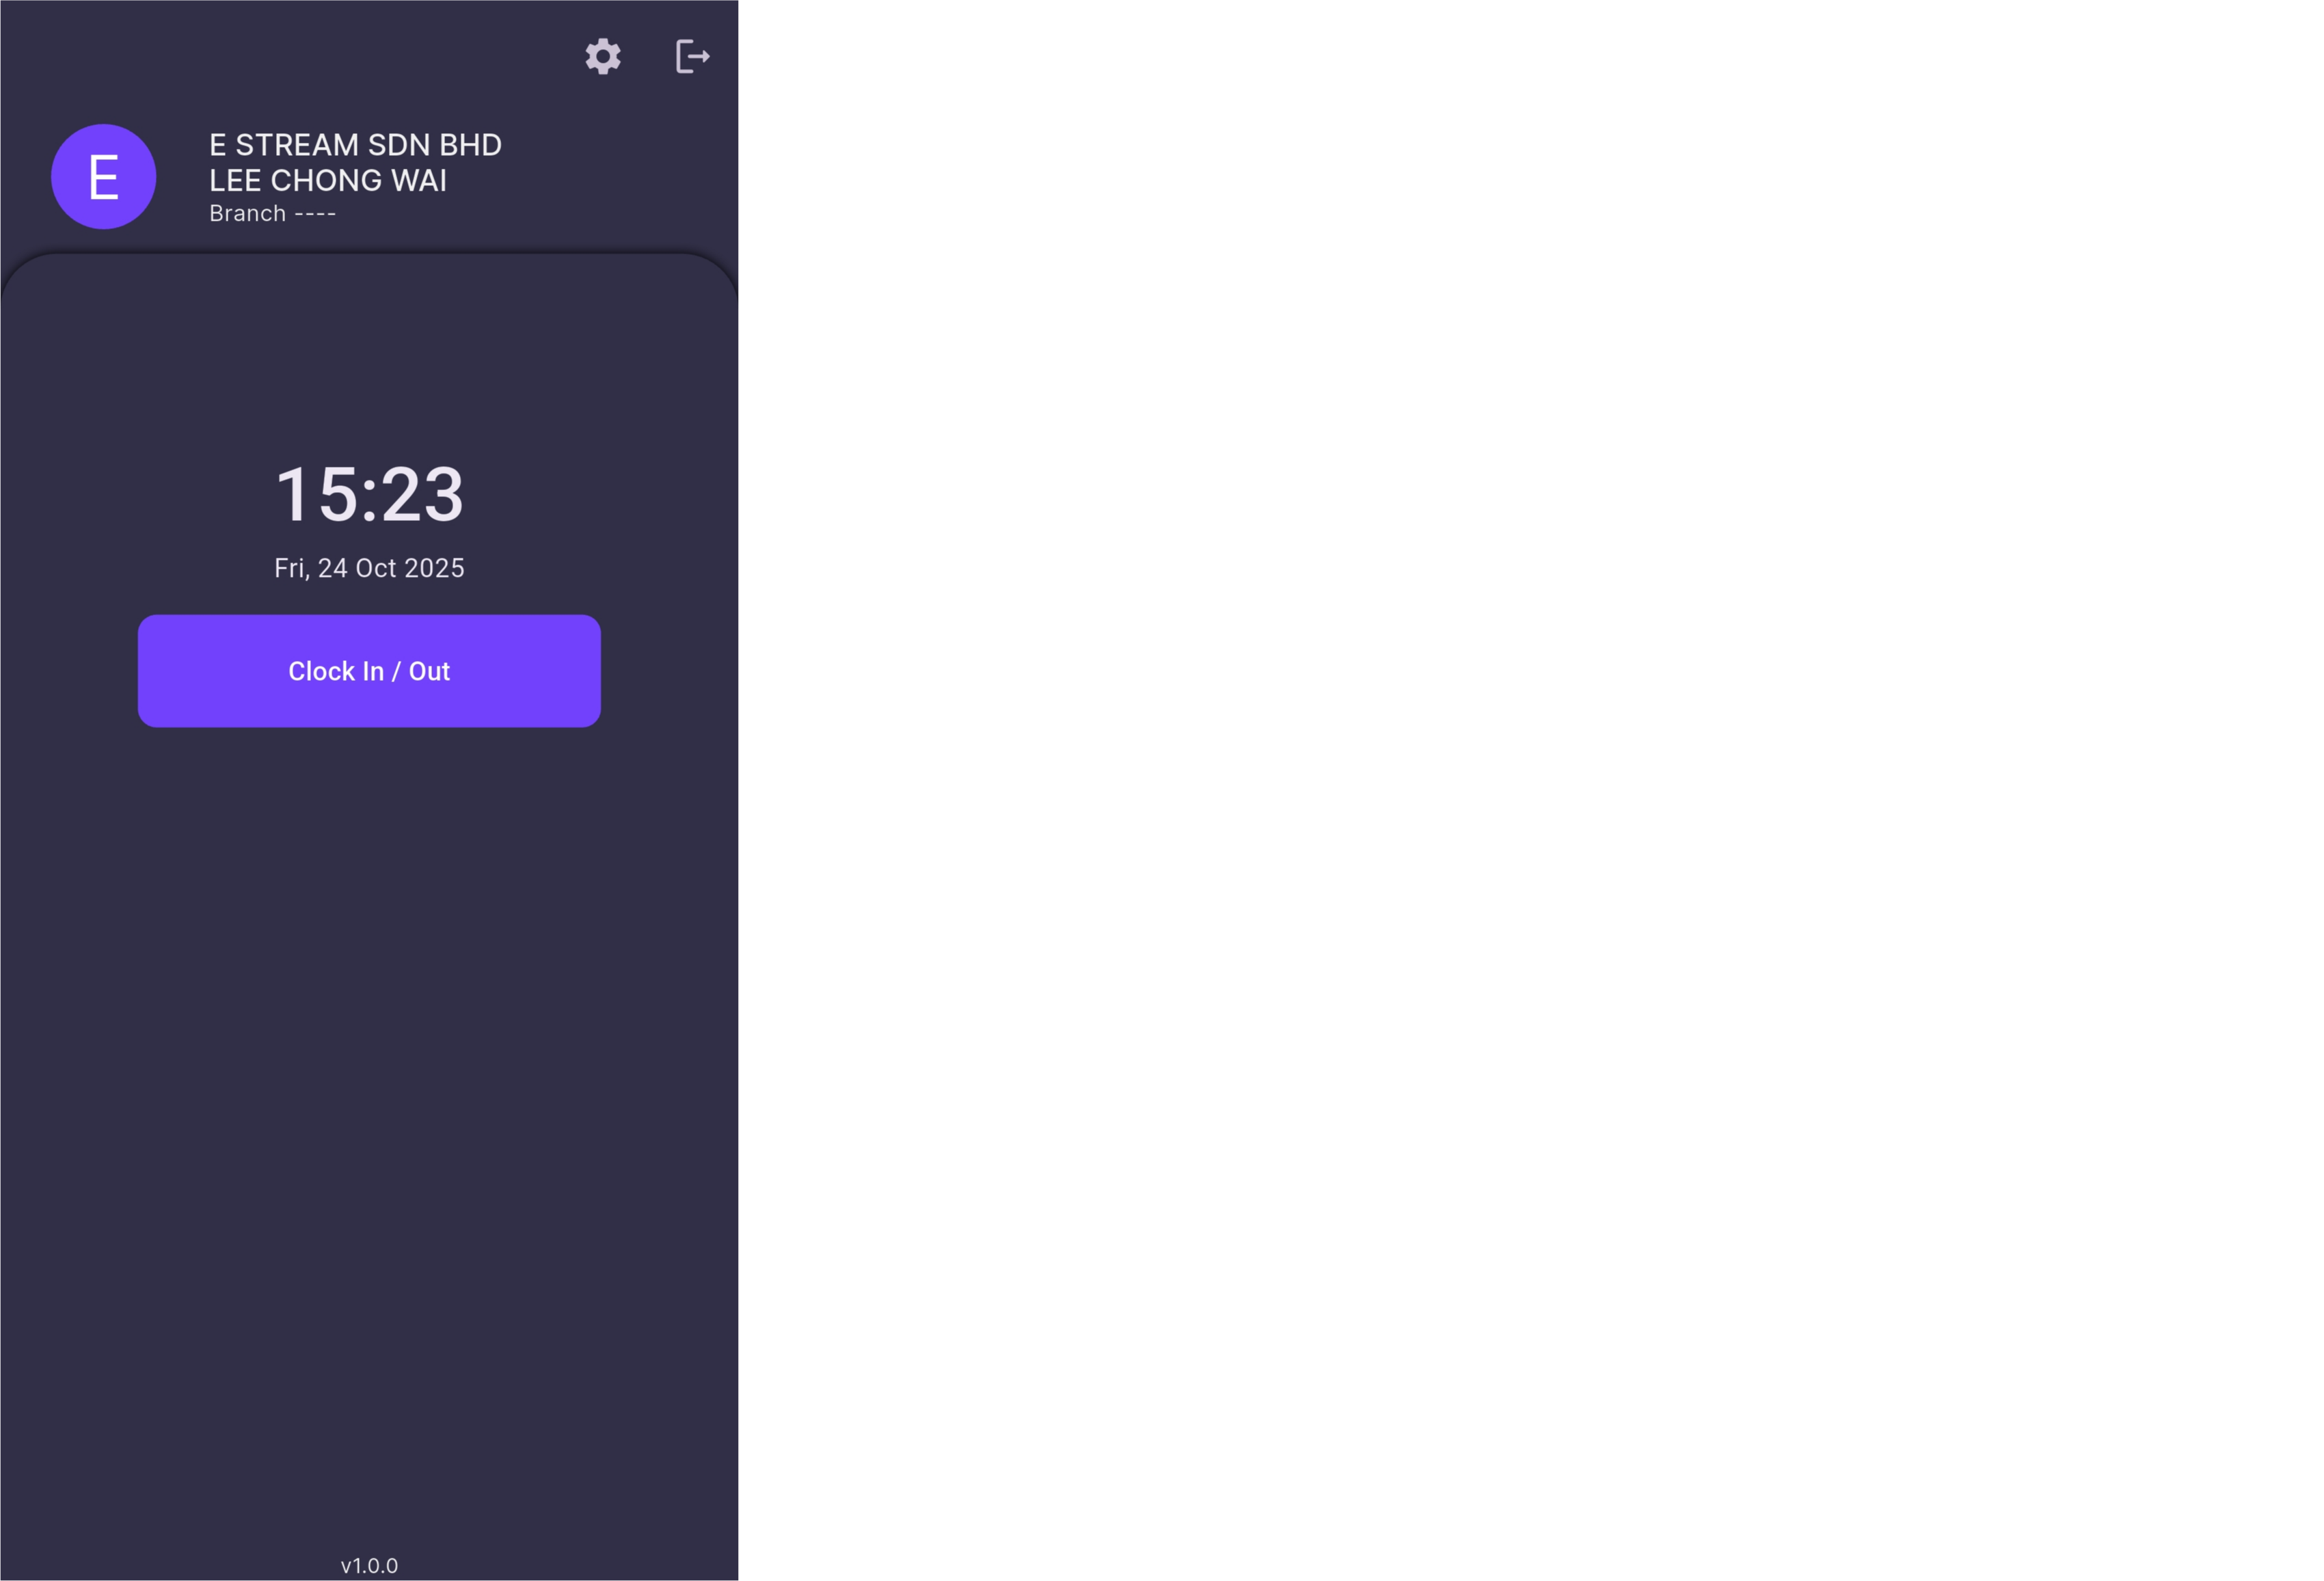 E
E STREAM SDN BHD
LEE CHONG WAI
Branch ----
15:23
Fri, 24 Oct 2025
Clock In / Out
v1.0.0